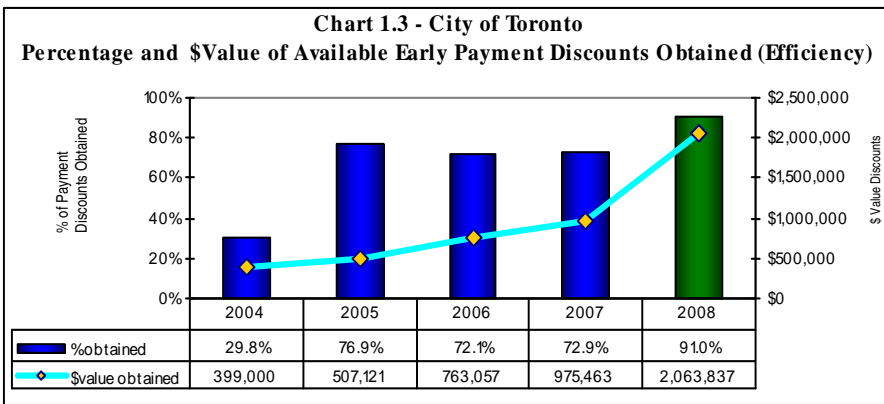 Chart 1.3 - City of Toronto
Percentage and $Value of Available Early Payment Discounts Obtained (Efficiency)
% of Payment
Discounts Obtained
100%
80%
60%
40%
20%
0%
$2,500,000
$2,000,000
$1,500,000
$1,000,000
$500,000
$0
$ Value Discounts
2004 2005 2006 2007 2008
%obtained 29.8% 76.9% 72.1% 72.9% 91.0%
$value obtained 399,000 507,121 763,057 975,463 2,063,837